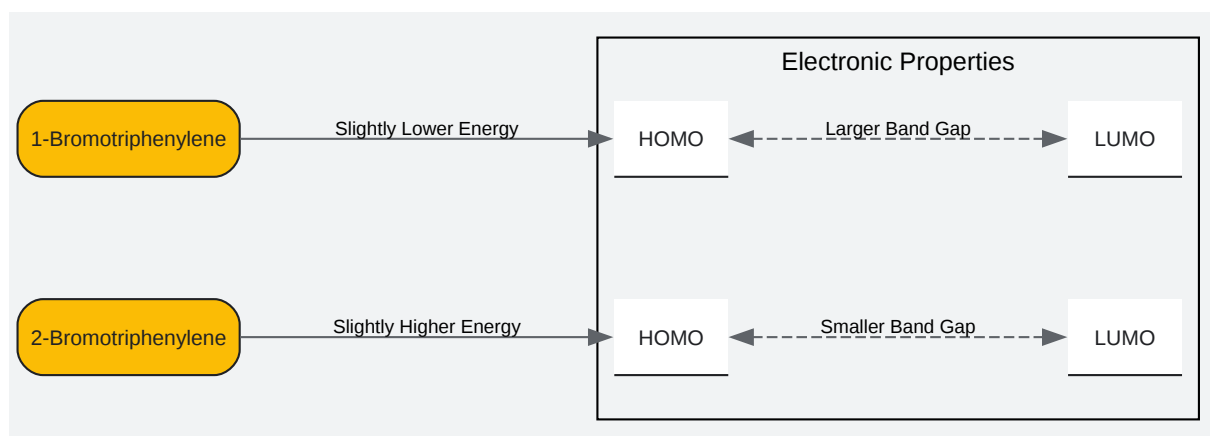 Electronic Properties
1-Bromotriphenylene
Slightly Lower Energy
HOMO
Larger Band Gap
LUMO
2-Bromotriphenylene
Slightly Higher Energy
HOMO
Smaller Band Gap
LUMO